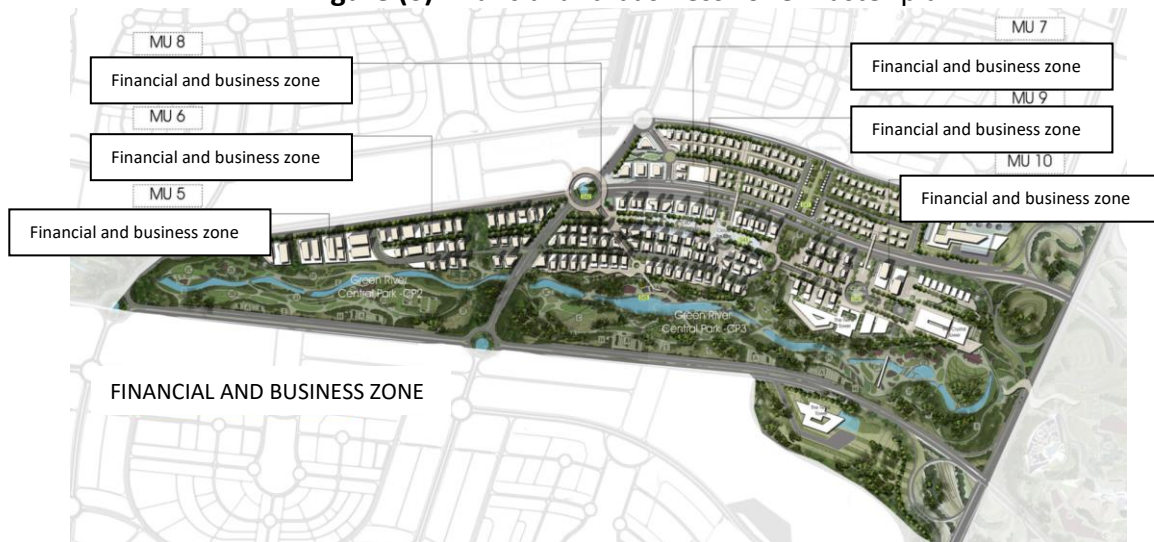 MU 8
MU 7
Financial and business zone
Financial and business zone
MU 6
MU 9
Financial and business zone
Financial and business zone
MU 5
MU 10
Financial and business zone
Financial and business zone
Green River
Central Park -CP2
Green River
Central Park -CP3
Tower
FINANCIAL AND BUSINESS ZONE